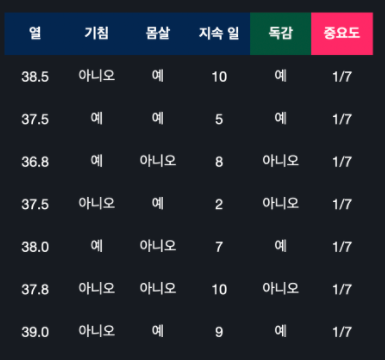 열 기침 몸살 지속 일 독감 중요도
38.5 아니오 예 10 예 1/7
37.5 예 예 5 예 1/7
36.8 예 아니오 8 아니오 1/7
37.5 아니오 예 2 아니오 1/7
38.0 예 아니오 7 예 1/7
37.8 아니오 아니오 10 아니오 1/7
39.0 아니오 예 9 예 1/7